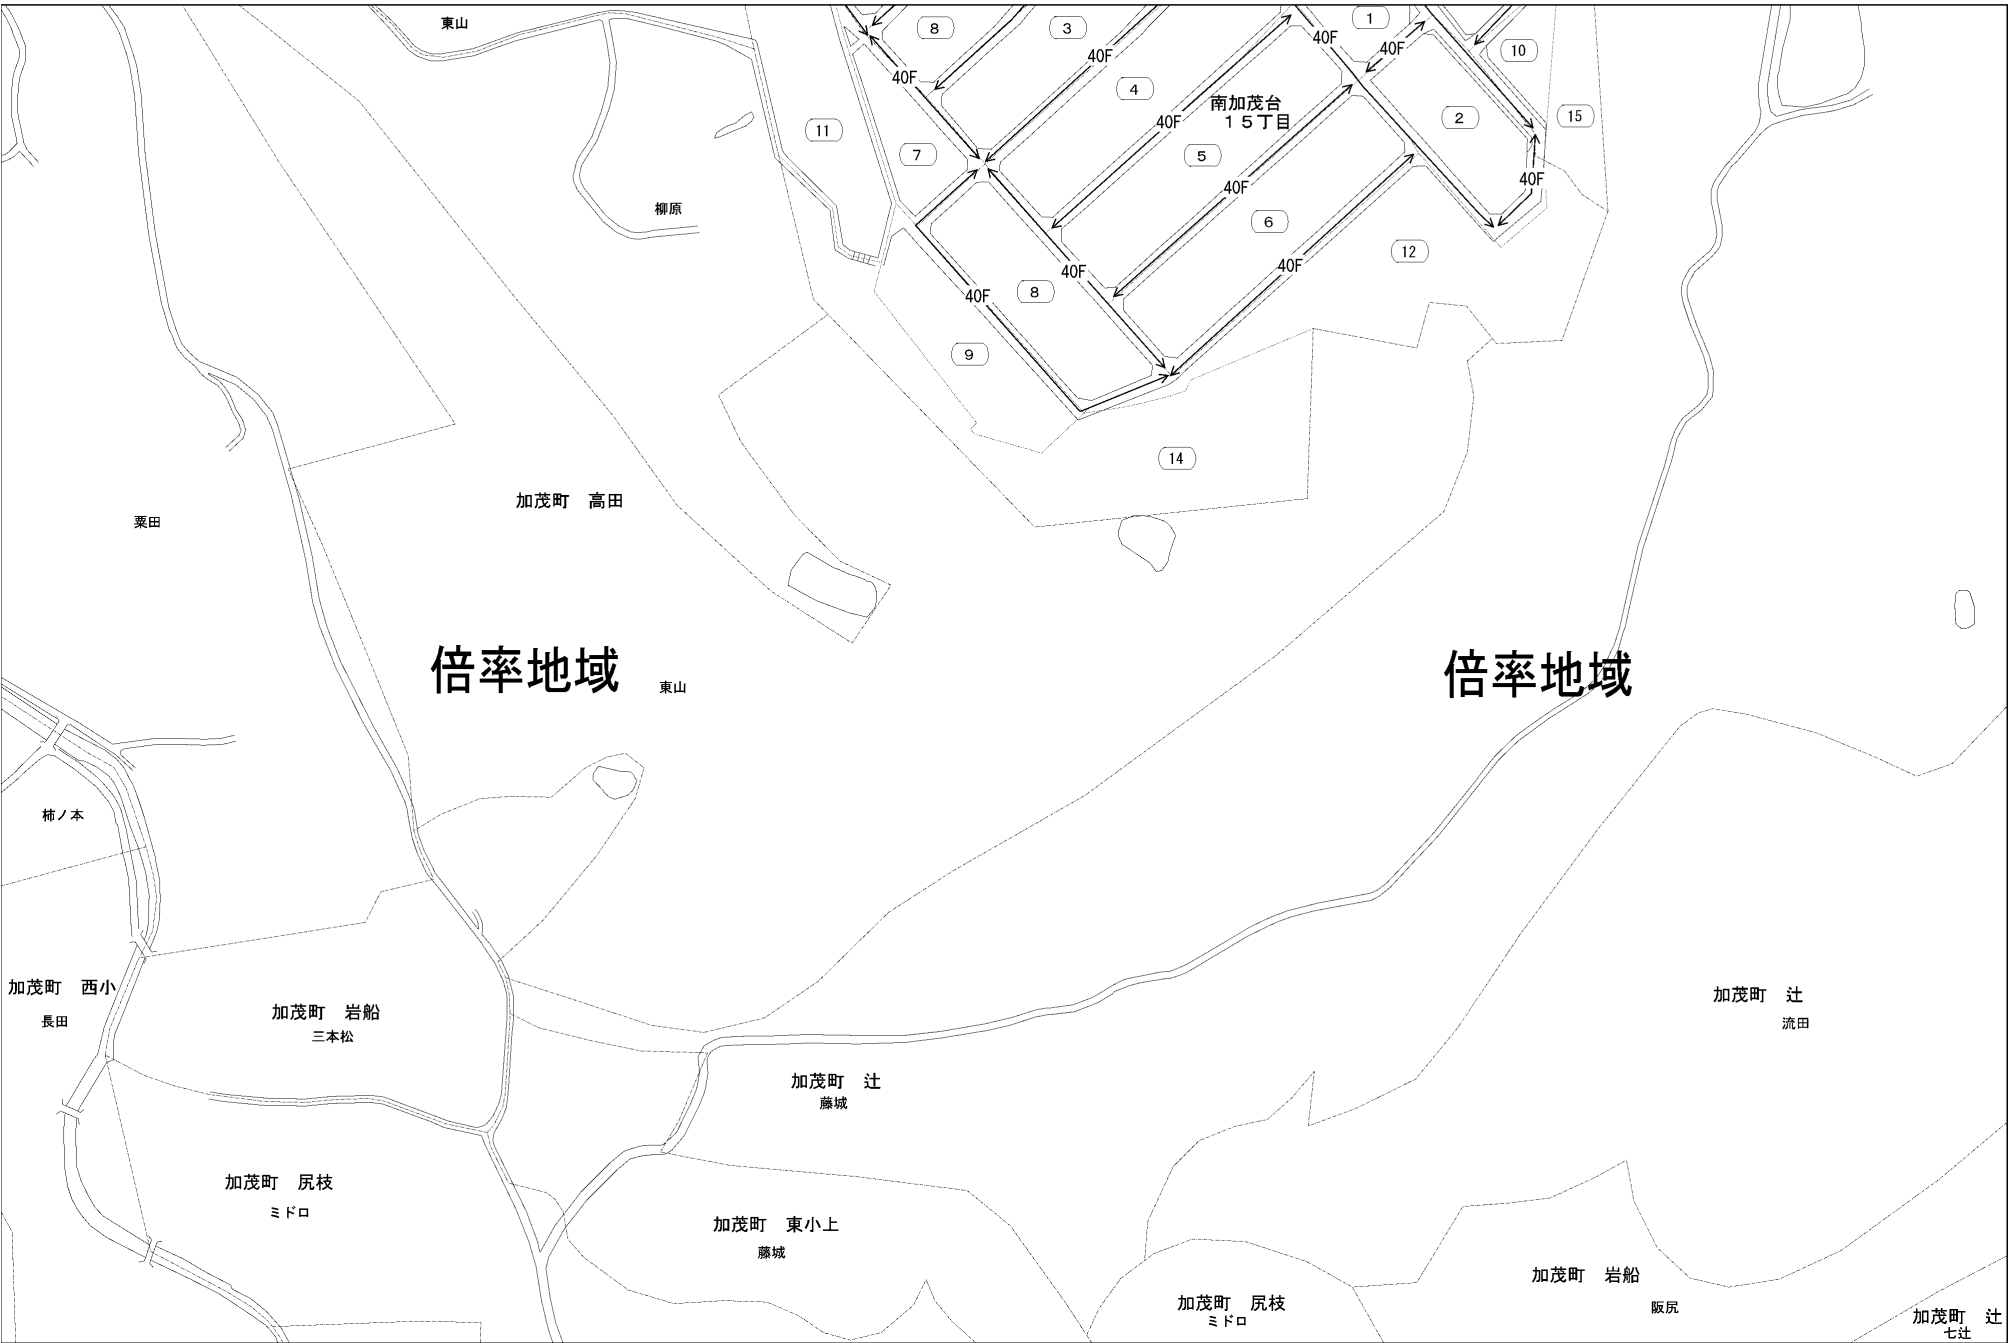 東山
8
3
1
10
40F
40F
40F
40F
4
南加茂台
15丁目
40F
2
15
11
7
5
40F
40F
柳原
6
12
40F
40F
8
40F
9
14
加茂町 高田
粟田
倍率地域
東山
倍率地域
柿ノ本
加茂町 西小
長田
加茂町 岩船
三本松
加茂町 辻
流田
加茂町 辻
藤城
加茂町 尻枝
ミドロ
加茂町 東小上
藤城
加茂町 岩船
阪尻
加茂町 尻枝
ミドロ
加茂町 辻
七辻